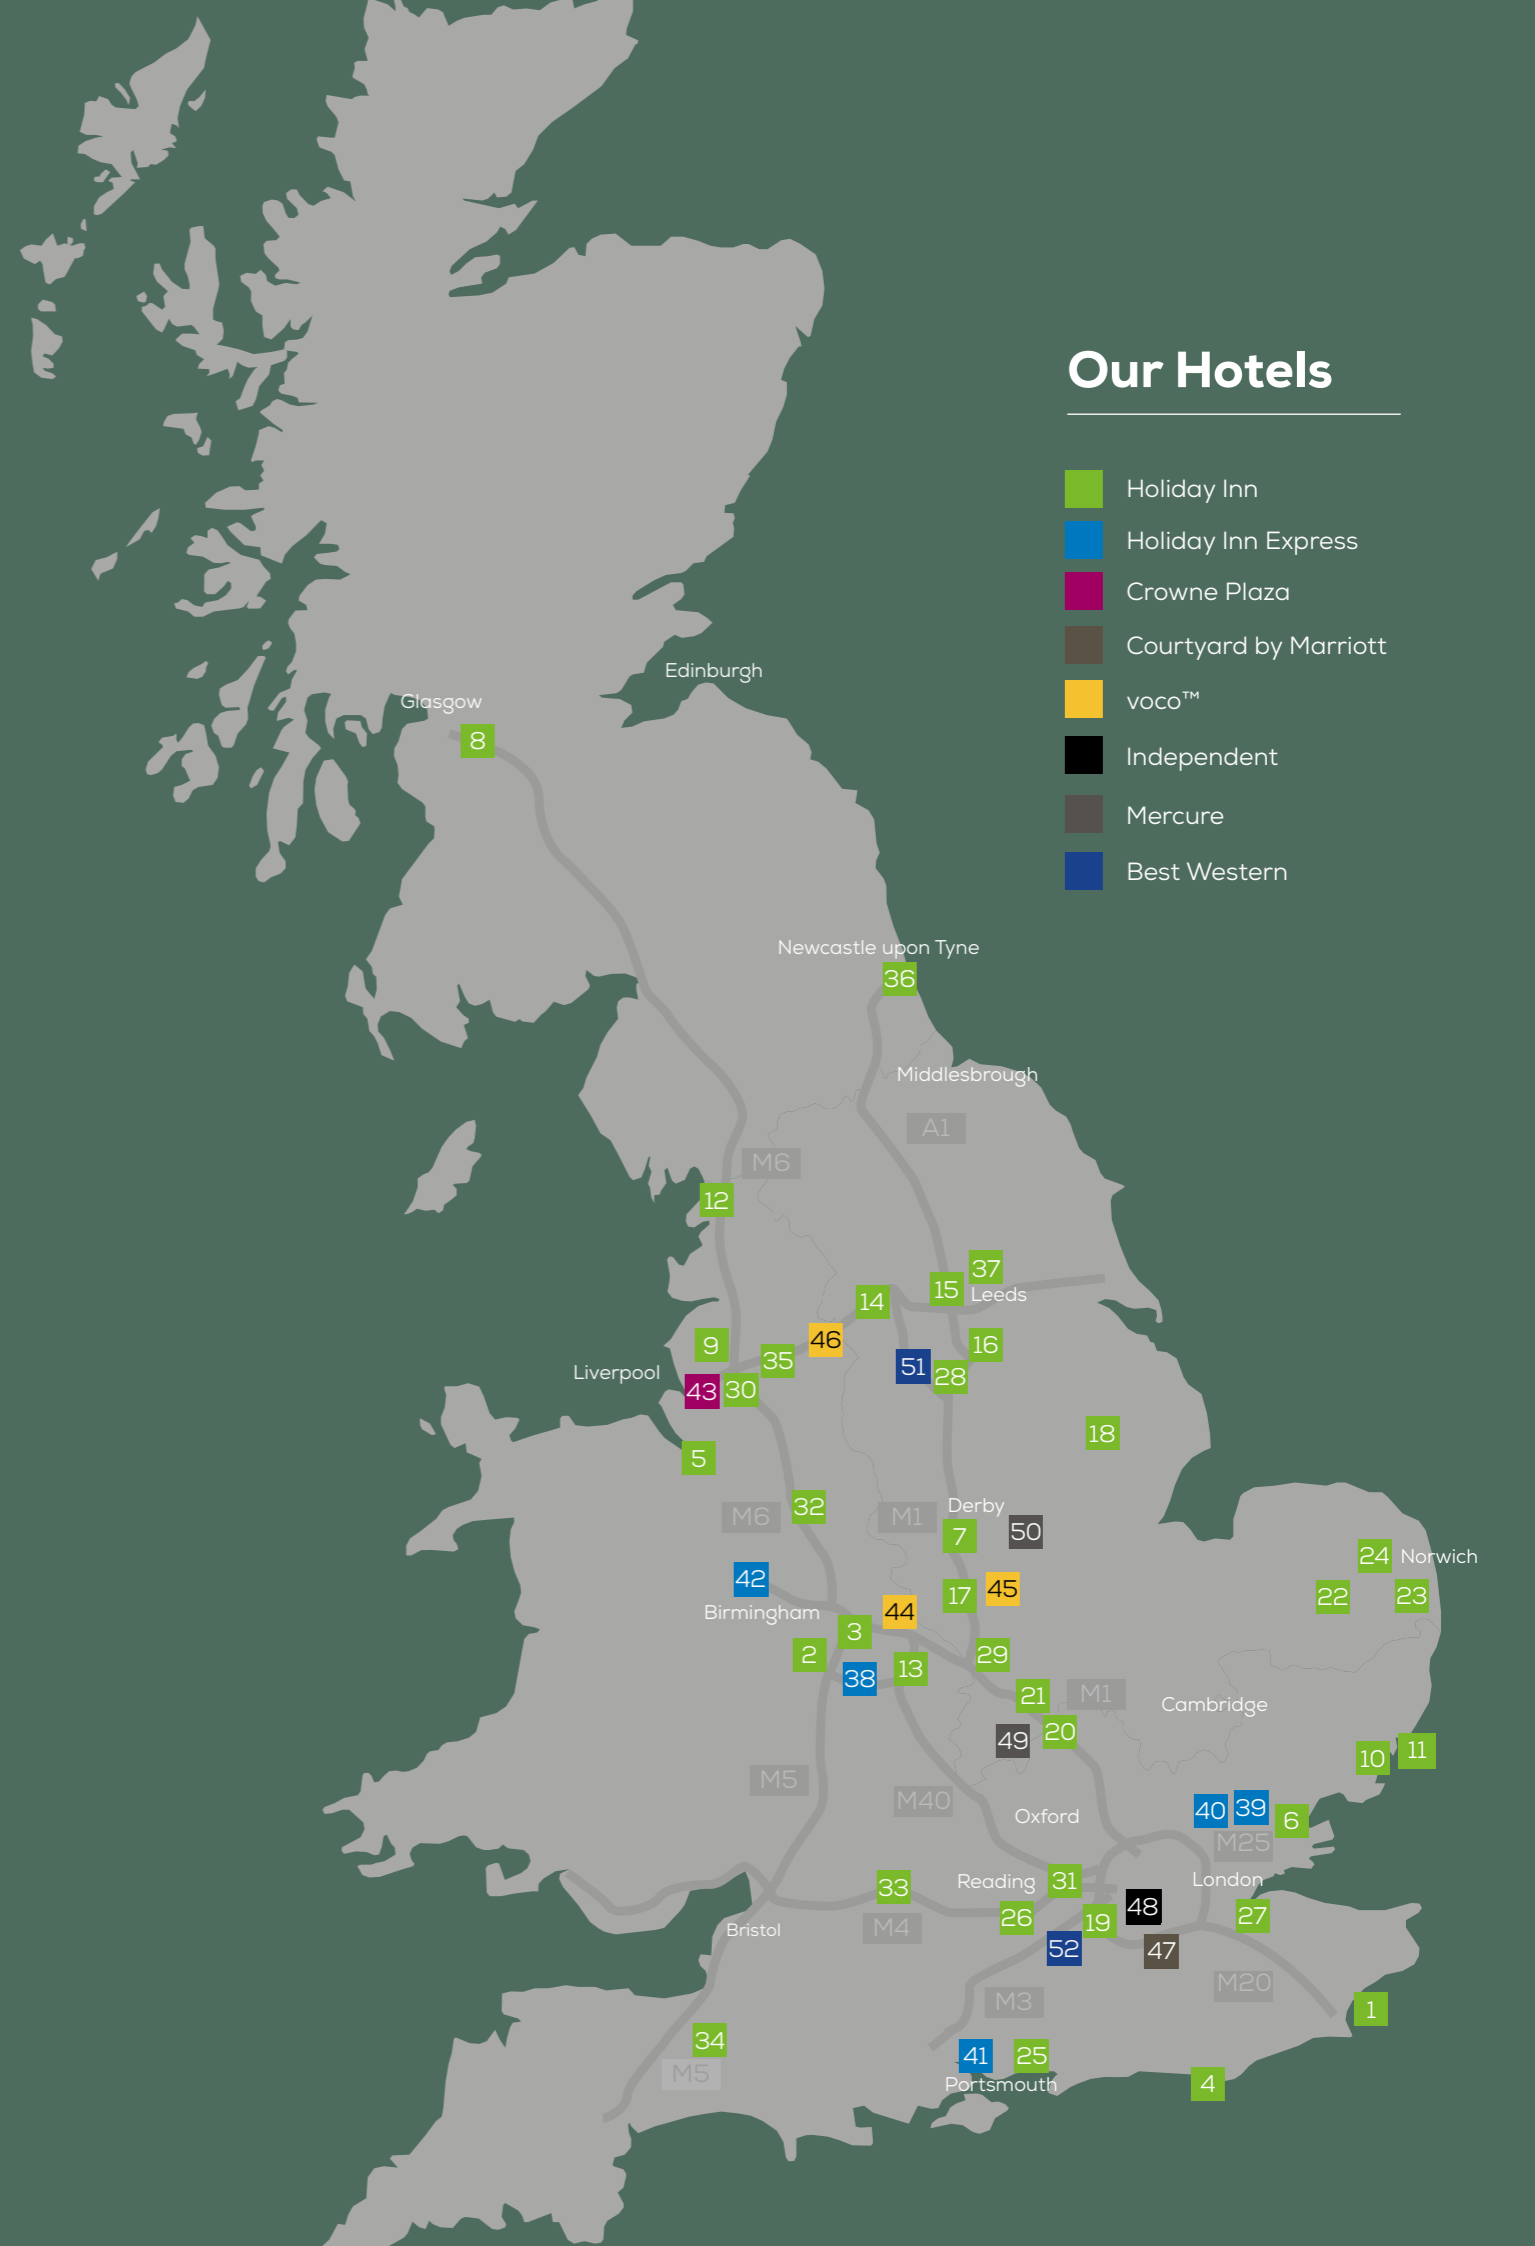 Our Hotels
Holiday Inn
Holiday Inn Express
Crowne Plaza
Courtyard by Marriott
voco™
Independent
Mercure
Best Western
Edinburgh
Glasgow
8
Newcastle upon Tyne
36
Middlesbrough
A1
M6
12
37
15
Leeds
14
46
9
16
35
51
Liverpool
28
43
30
18
5
Derby
32
M6
M1
7
50
24
Norwich
42
45
17
22
23
44
Birmingham
3
2
29
13
38
21
M1
Cambridge
20
49
11
10
M5
M40
40
39
Oxford
6
M25
33
Reading
31
London
48
26
19
27
M4
Bristol
52
47
M20
M3
1
34
41
25
M5
Portsmouth
4